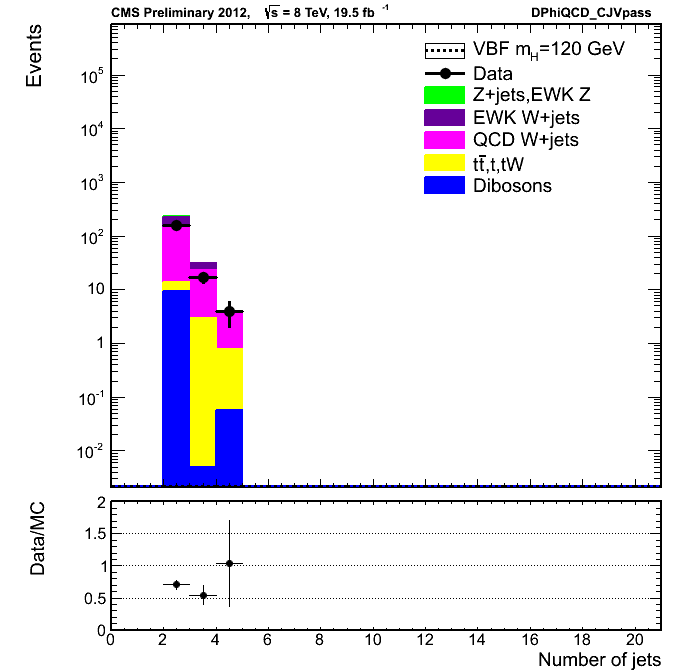 CMS Preliminary 2012, √s = 8 TeV, 19.5 fb⁻¹ DPhiQCD_CJVpass
Events
VBF m_H=120 GeV
Data
Z+jets,EWK Z
EWK W+jets
QCD W+jets
tt̄,t,tW
Dibosons
10⁵
10⁴
10³
10²
10
1
10⁻¹
10⁻²
Data/MC
2
1.5
1
0.5
0
0 2 4 6 8 10 12 14 16 18 20
Number of jets